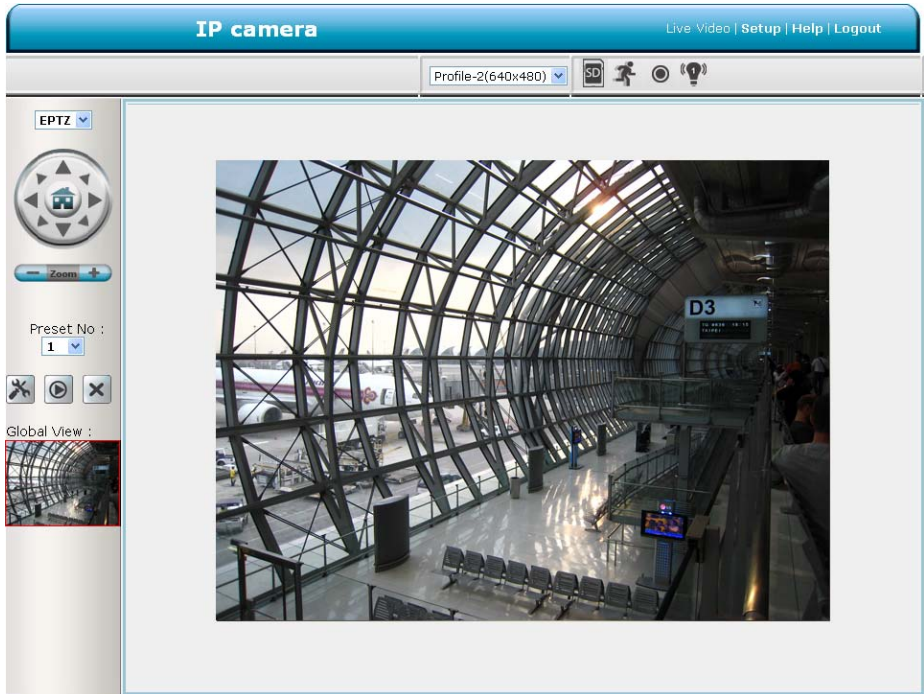 IP camera
Live Video | Setup | Help | Logout
Profile-2(640x480)
SD
EPTZ
Zoom
Preset No :
1
Global View :
D3
TAIPEI